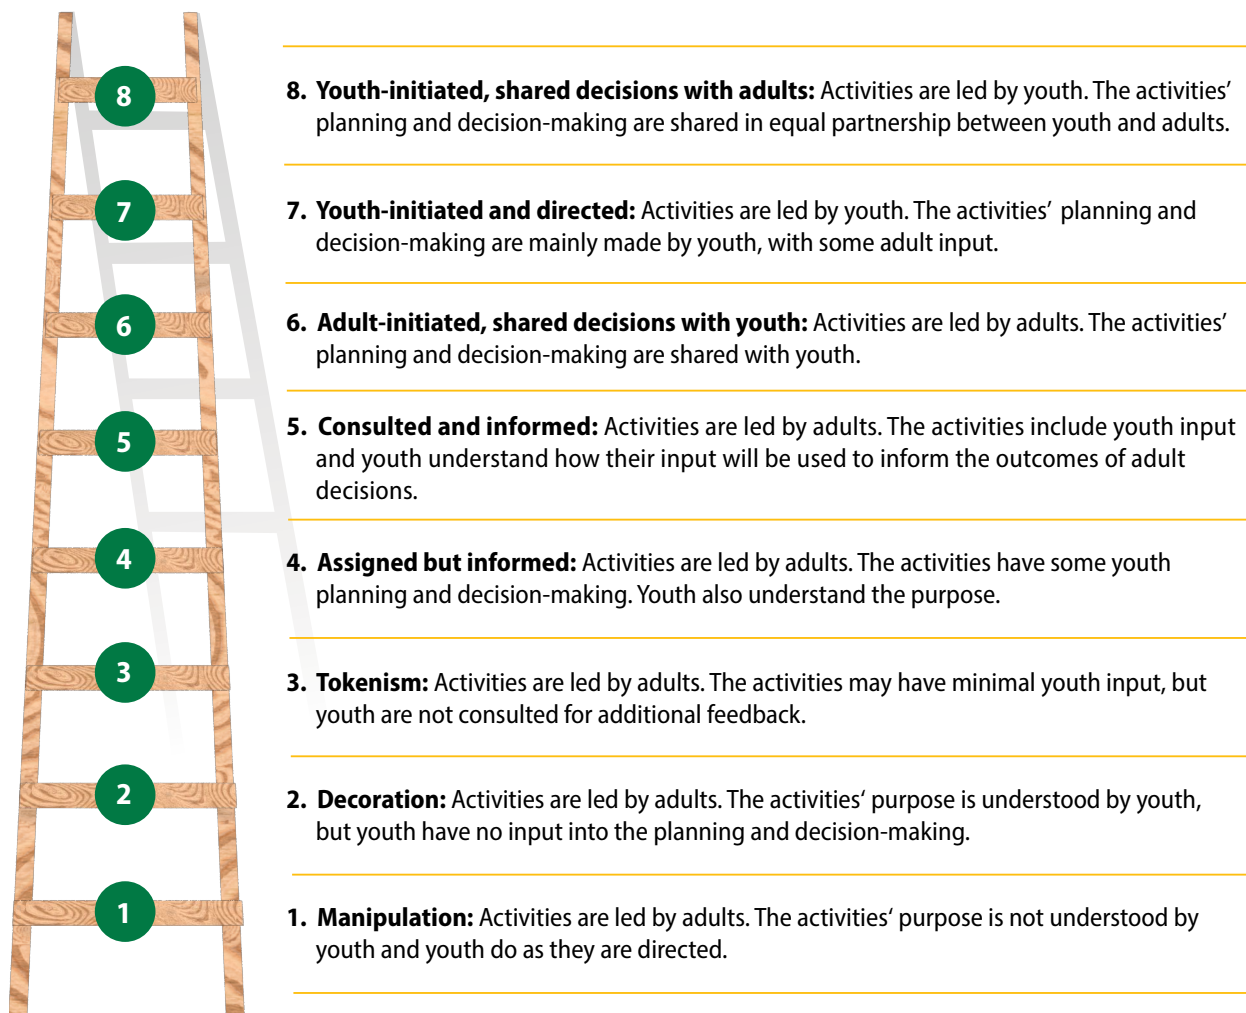 8
8. Youth-initiated, shared decisions with adults: Activities are led by youth. The activities’
planning and decision-making are shared in equal partnership between youth and adults.
7
7. Youth-initiated and directed: Activities are led by youth. The activities’ planning and
decision-making are mainly made by youth, with some adult input.
6
6. Adult-initiated, shared decisions with youth: Activities are led by adults. The activities’
planning and decision-making are shared with youth.
5
5. Consulted and informed: Activities are led by adults. The activities include youth input
and youth understand how their input will be used to inform the outcomes of adult
decisions.
4
4. Assigned but informed: Activities are led by adults. The activities have some youth
planning and decision-making. Youth also understand the purpose.
3
3. Tokenism: Activities are led by adults. The activities may have minimal youth input, but
youth are not consulted for additional feedback.
2
2. Decoration: Activities are led by adults. The activities‘ purpose is understood by youth,
but youth have no input into the planning and decision-making.
1
1. Manipulation: Activities are led by adults. The activities‘ purpose is not understood by
youth and youth do as they are directed.